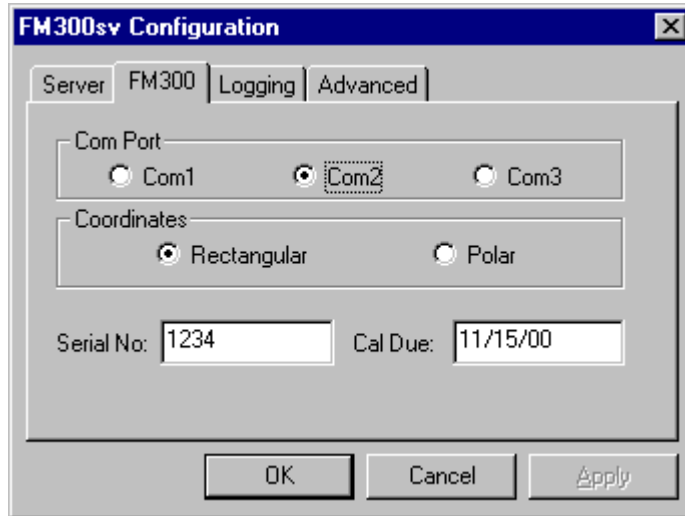 FM300sv Configuration
Server FM300 Logging Advanced
Com Port
Com1 Com2 Com3
Coordinates
Rectangular Polar
Serial No: 1234 Cal Due: 11/15/00
OK Cancel Apply